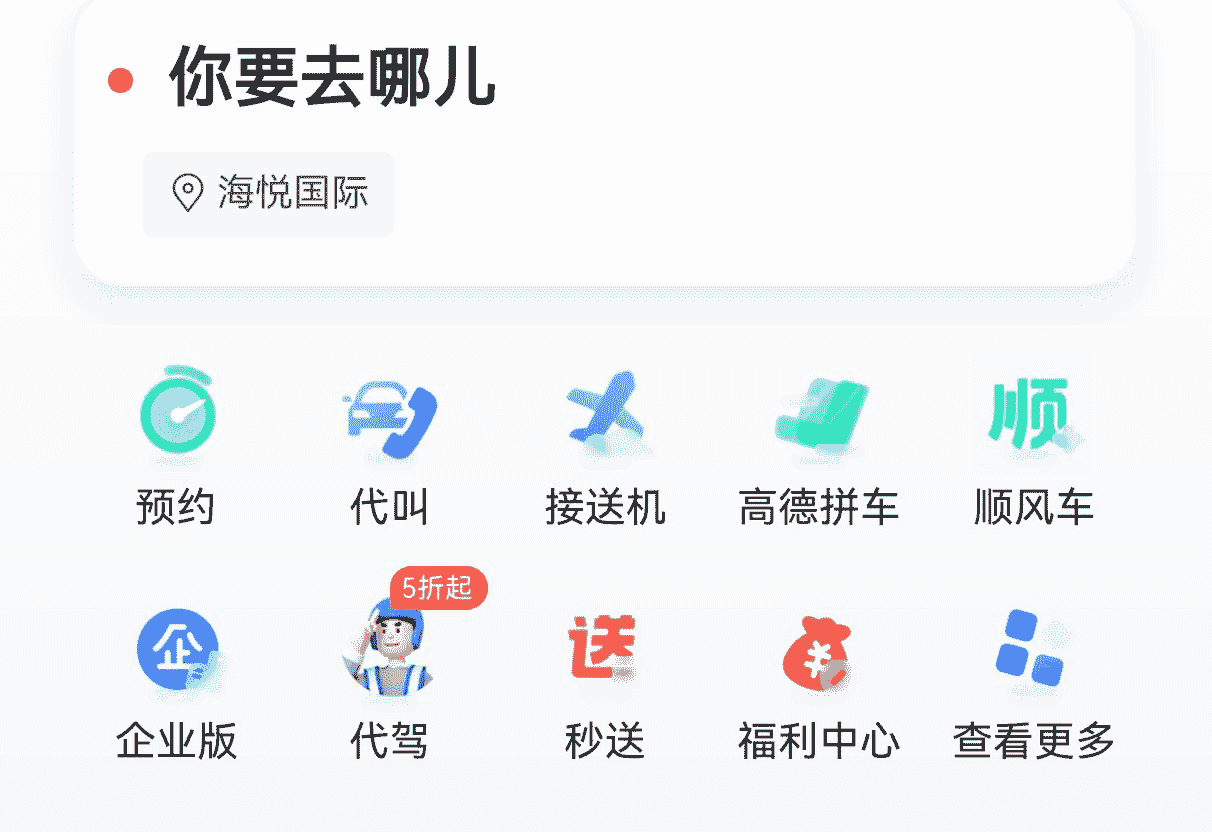 你要去哪儿
海悦国际
顺
预约 代叫 接送机 高德拼车 顺风车
5折起
企 送 ¥
企业版 代驾 秒送 福利中心 查看更多